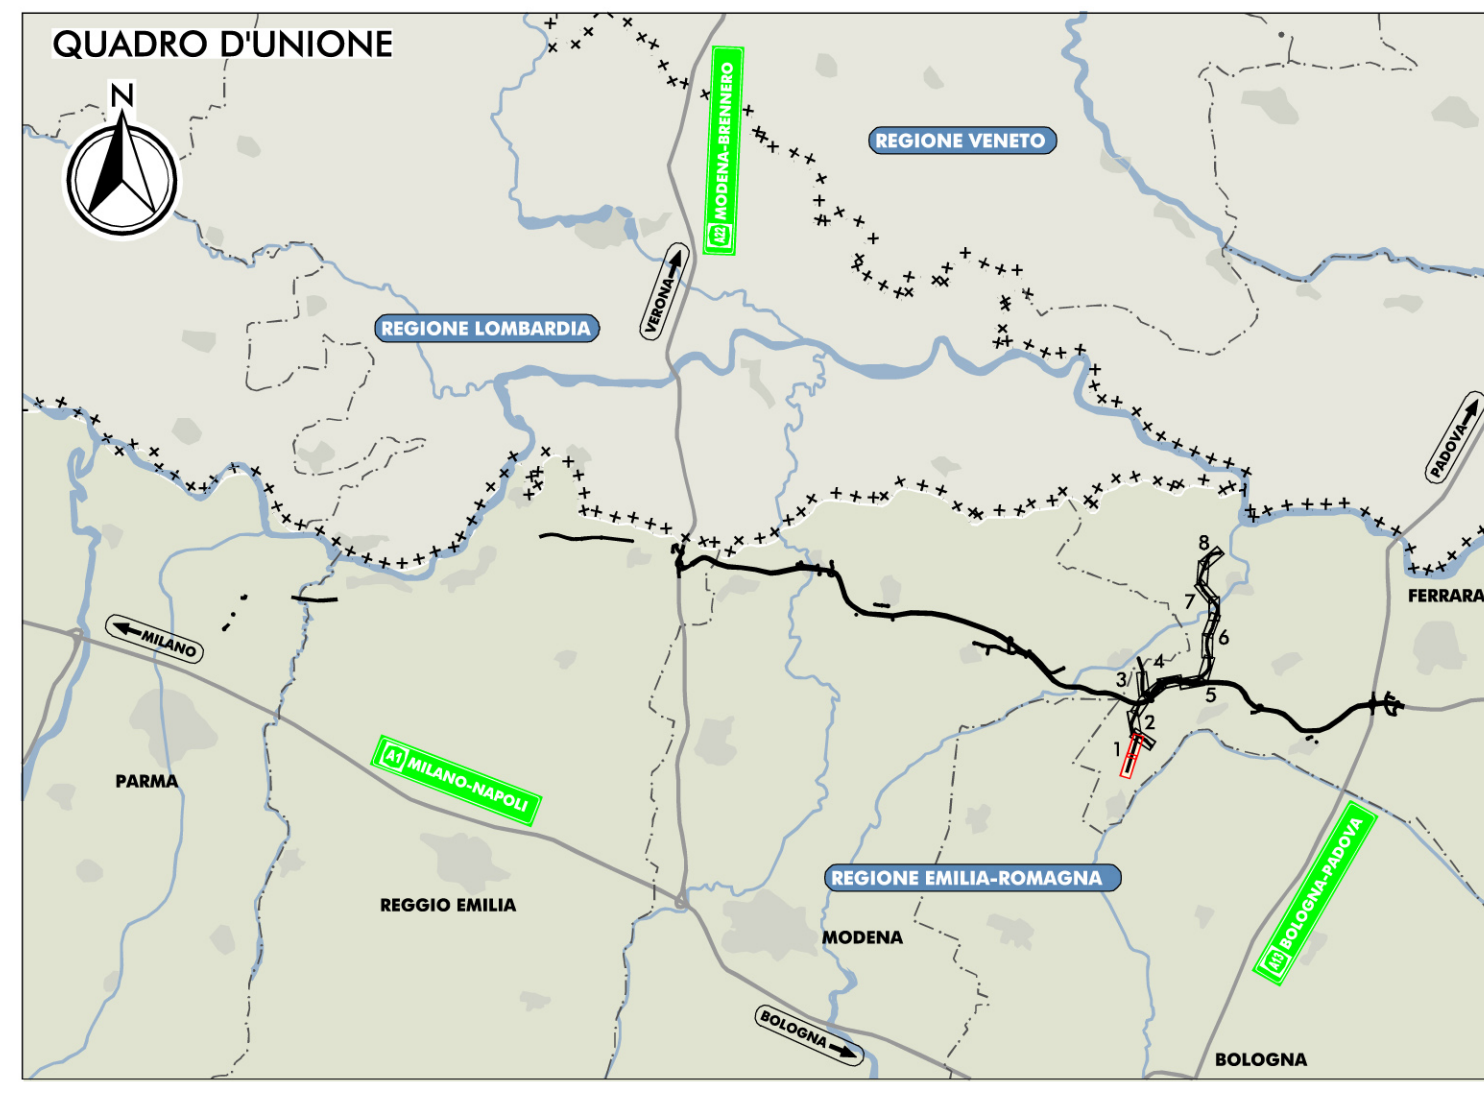 QUADRO D'UNIONE
N
A22 MODENA-BRENNERO
REGIONE VENETO
VERONA
REGIONE LOMBARDIA
PADOVA
8
FERRARA
7
MILANO
6
4
3
5
2
1
A1 MILANO-NAPOLI
PARMA
A13 BOLOGNA-PADOVA
REGIONE EMILIA-ROMAGNA
REGGIO EMILIA
MODENA
BOLOGNA
BOLOGNA